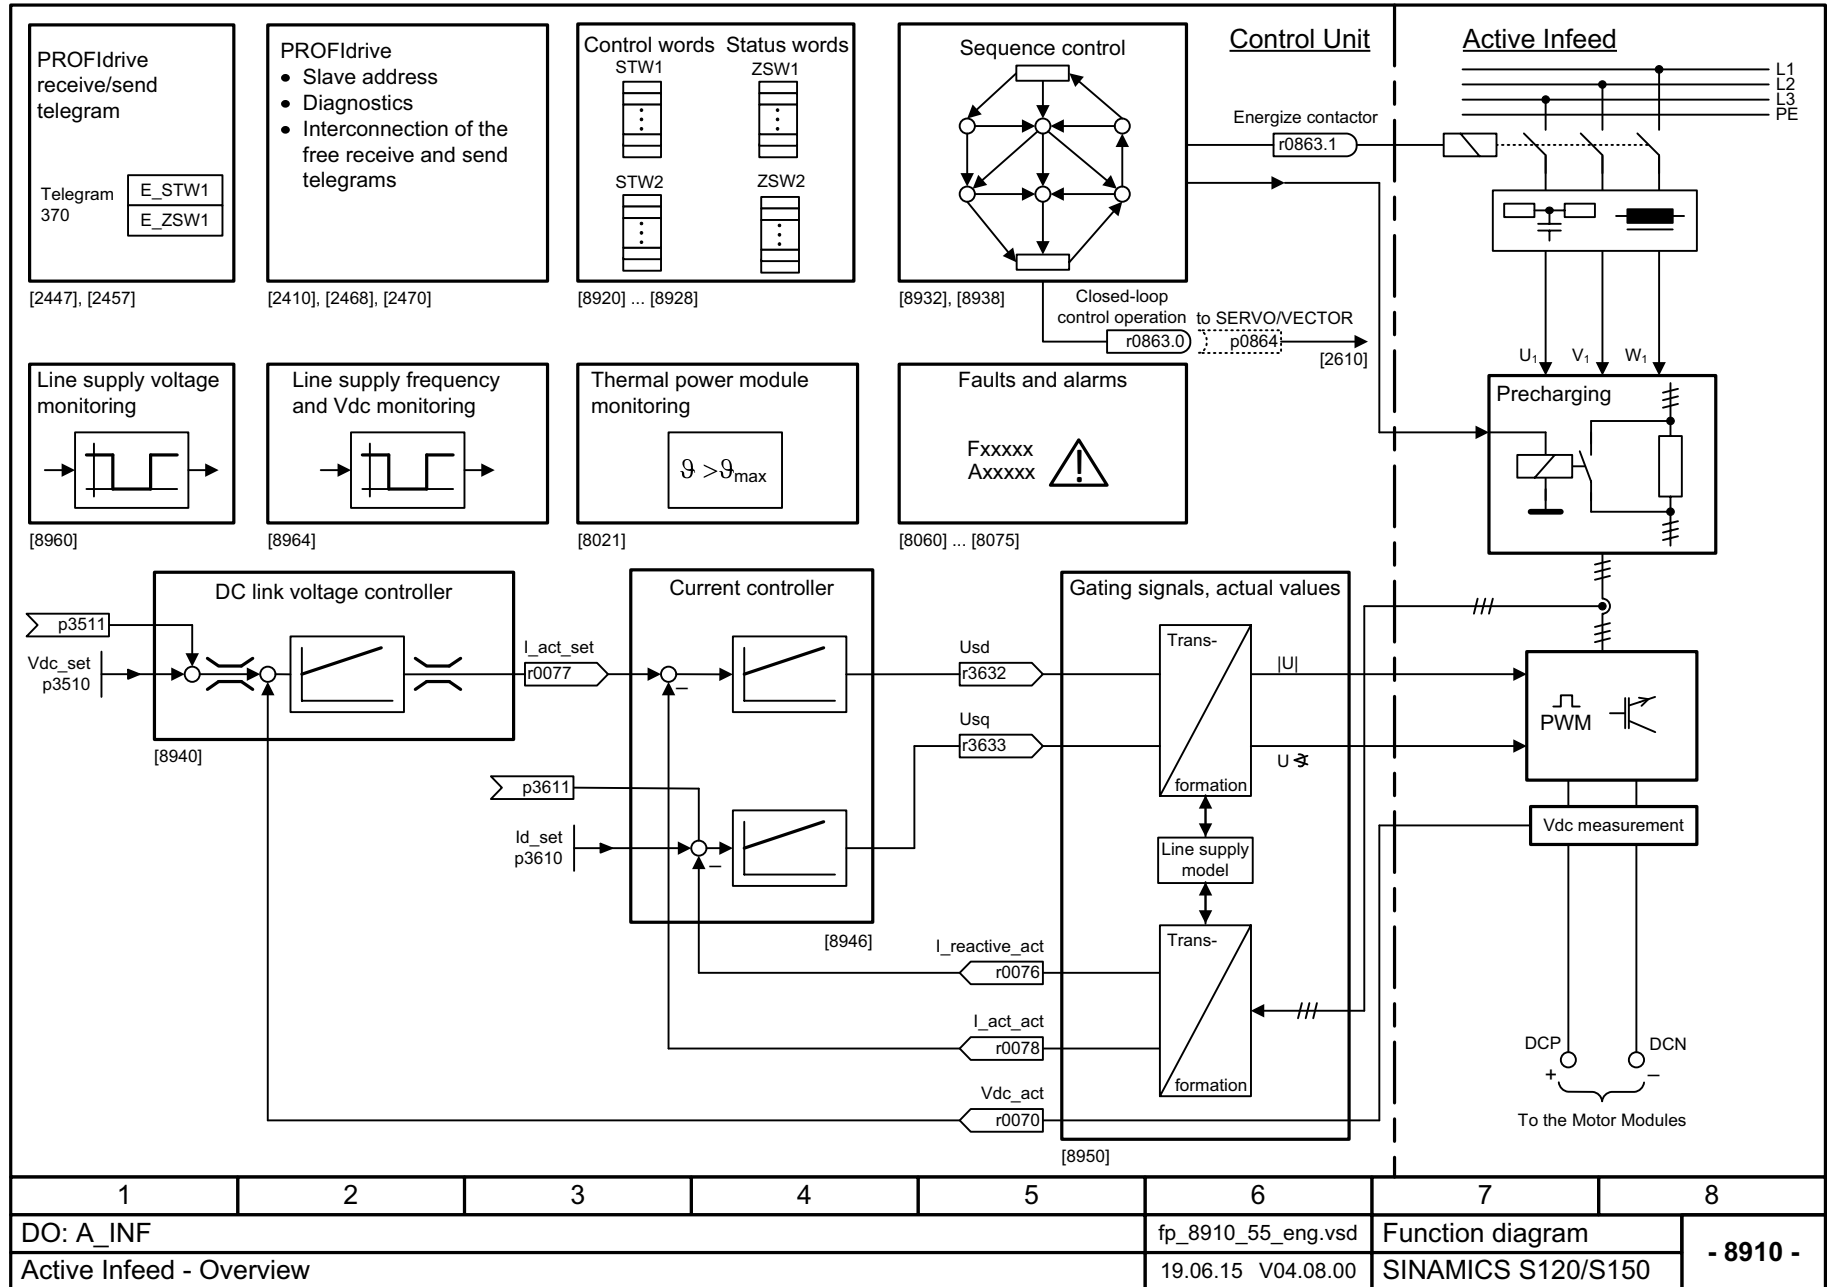 PROFIdrive
receive/send
telegram
Telegram
370
E_STW1
E_ZSW1
[2447], [2457]
PROFIdrive
• Slave address
• Diagnostics
• Interconnection of the
free receive and send
telegrams
[2410], [2468], [2470]
Control words Status words
STW1 ZSW1
STW2 ZSW2
[8920] ... [8928]
Sequence control
[8932], [8938]
Control Unit
Active Infeed
L1
L2
L3
PE
Energize contactor
r0863.1
Closed-loop
control operation
r0863.0
to SERVO/VECTOR
p0864
[2610]
U1 V1 W1
Precharging
Line supply voltage
monitoring
[8960]
Line supply frequency
and Vdc monitoring
[8964]
Thermal power module
monitoring
ϑ >ϑmax
[8021]
Faults and alarms
Fxxxxx
Axxxxx
!
[8060] ... [8075]
DC link voltage controller
p3511
Vdc_set
p3510
[8940]
I_act_set
r0077
Current controller
p3611
Id_set
p3610
–
–
[8946]
Usd
r3632
Usq
r3633
Gating signals, actual values
Trans-
formation
|U|
U ∢
Line supply
model
Trans-
formation
I_reactive_act
r0076
I_act_act
r0078
Vdc_act
r0070
[8950]
PWM
Vdc measurement
DCP DCN
+ –
To the Motor Modules
1 2 3 4 5 6 7 8
DO: A_INF
fp_8910_55_eng.vsd
Function diagram
- 8910 -
Active Infeed - Overview
19.06.15 V04.08.00
SINAMICS S120/S150